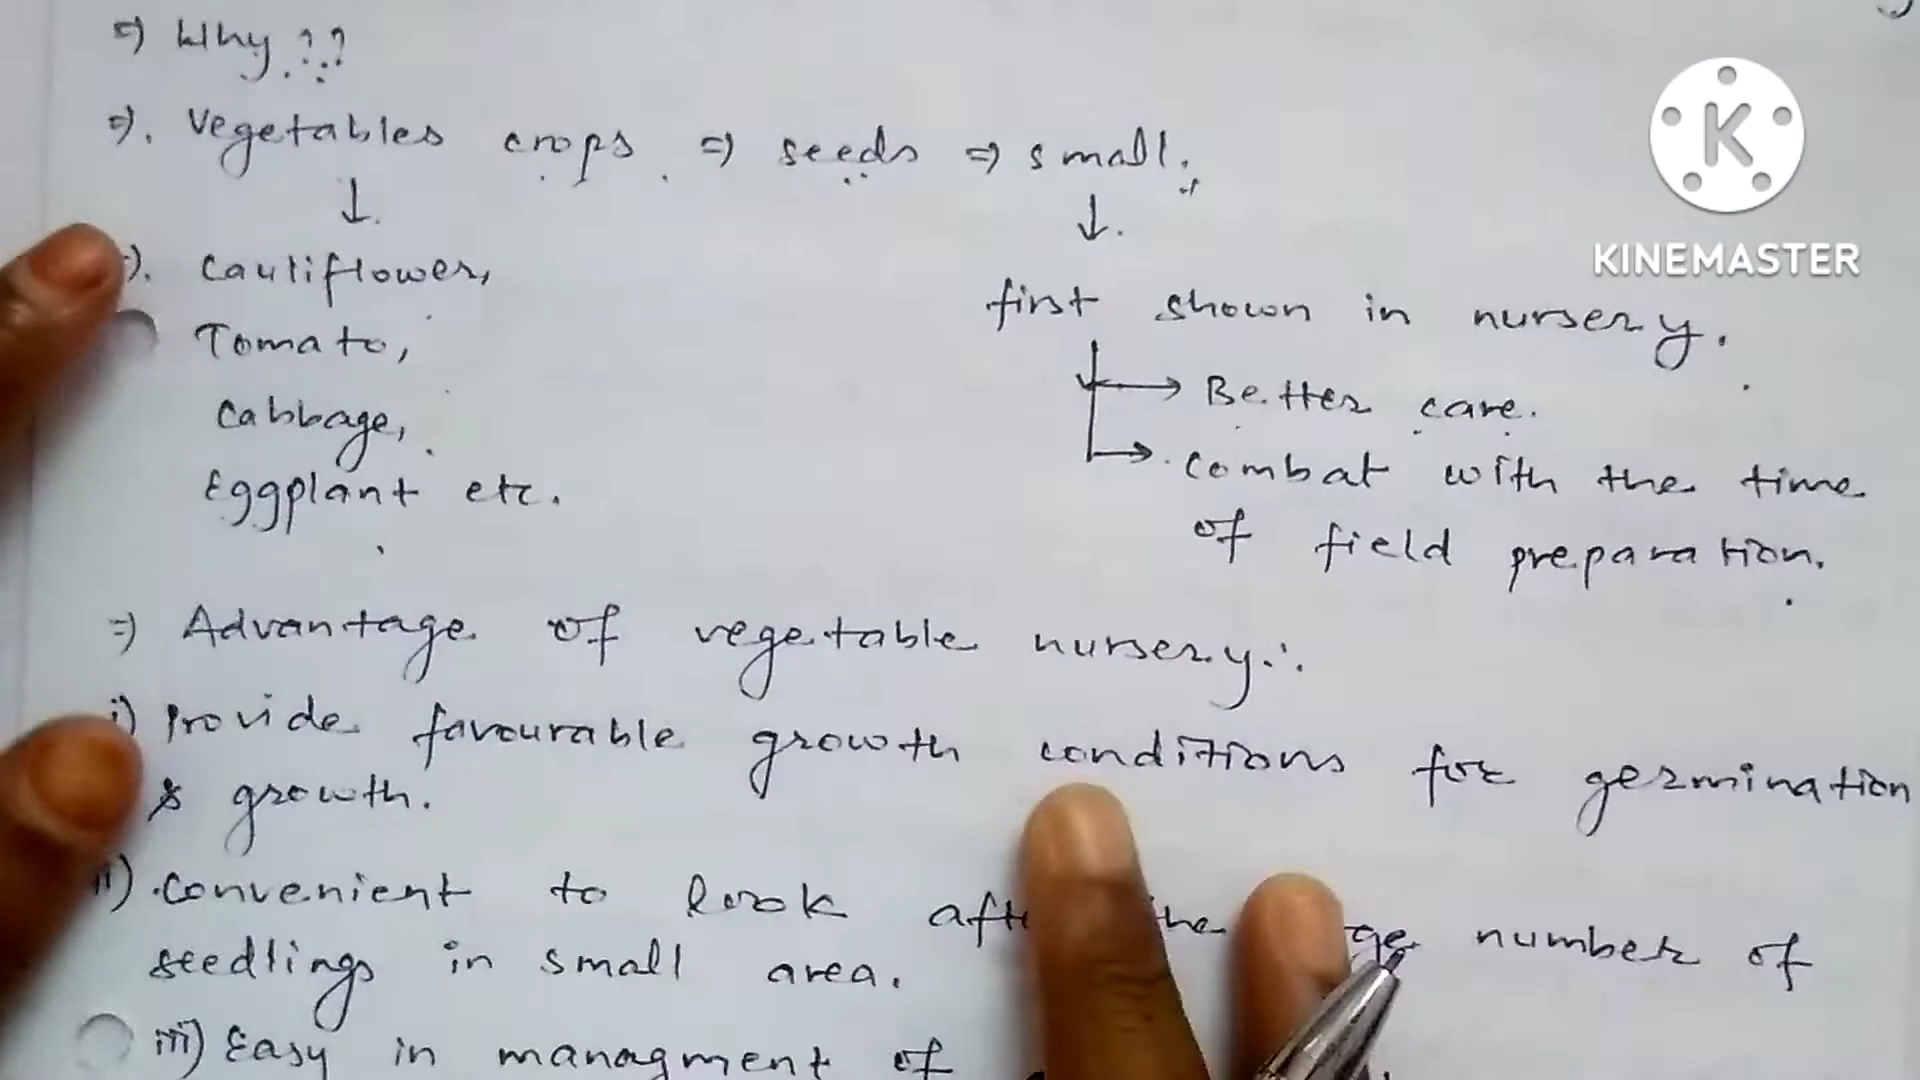 ⇒ Why ???
⇒. Vegetables crops ⇒ seeds ⇒ small.
↓. ↓.
⇒). Cauliflower,
Tomato,
Cabbage,
Eggplant etc.
first shown in nursery.
→ Better care.
→ combat with the time
of field preparation.
⇒ Advantage of vegetable nursery:.
i) Provide favourable growth conditions for germination
& growth.
ii) Convenient to look number of
seedlings in small area.
iii) Easy in managment of
K
KINEMASTER